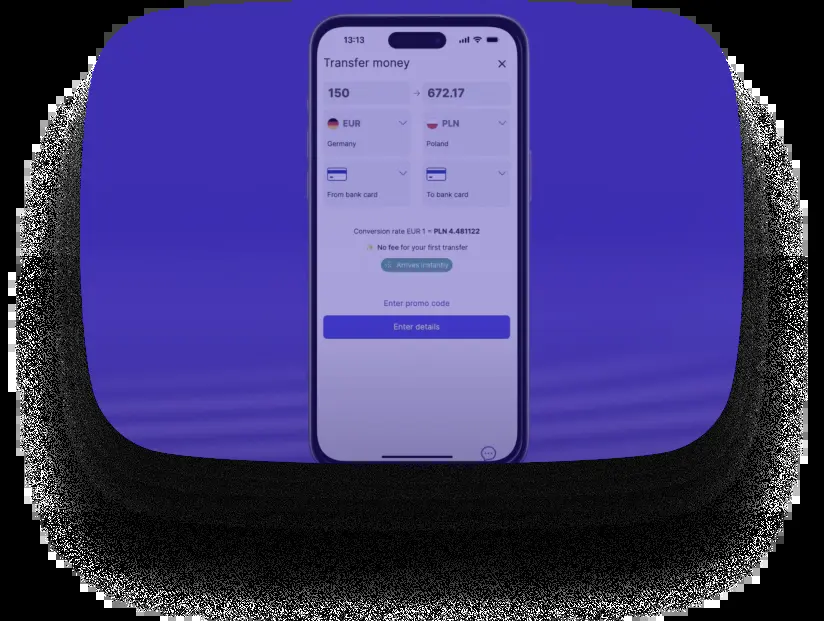 13:13
Transfer money
150 → 672.17
EUR PLN
Germany Poland
From bank card To bank card
Conversion rate EUR 1 = PLN 4.481122
✨ No fee for your first transfer
Arrives instantly
Enter promo code
Enter details